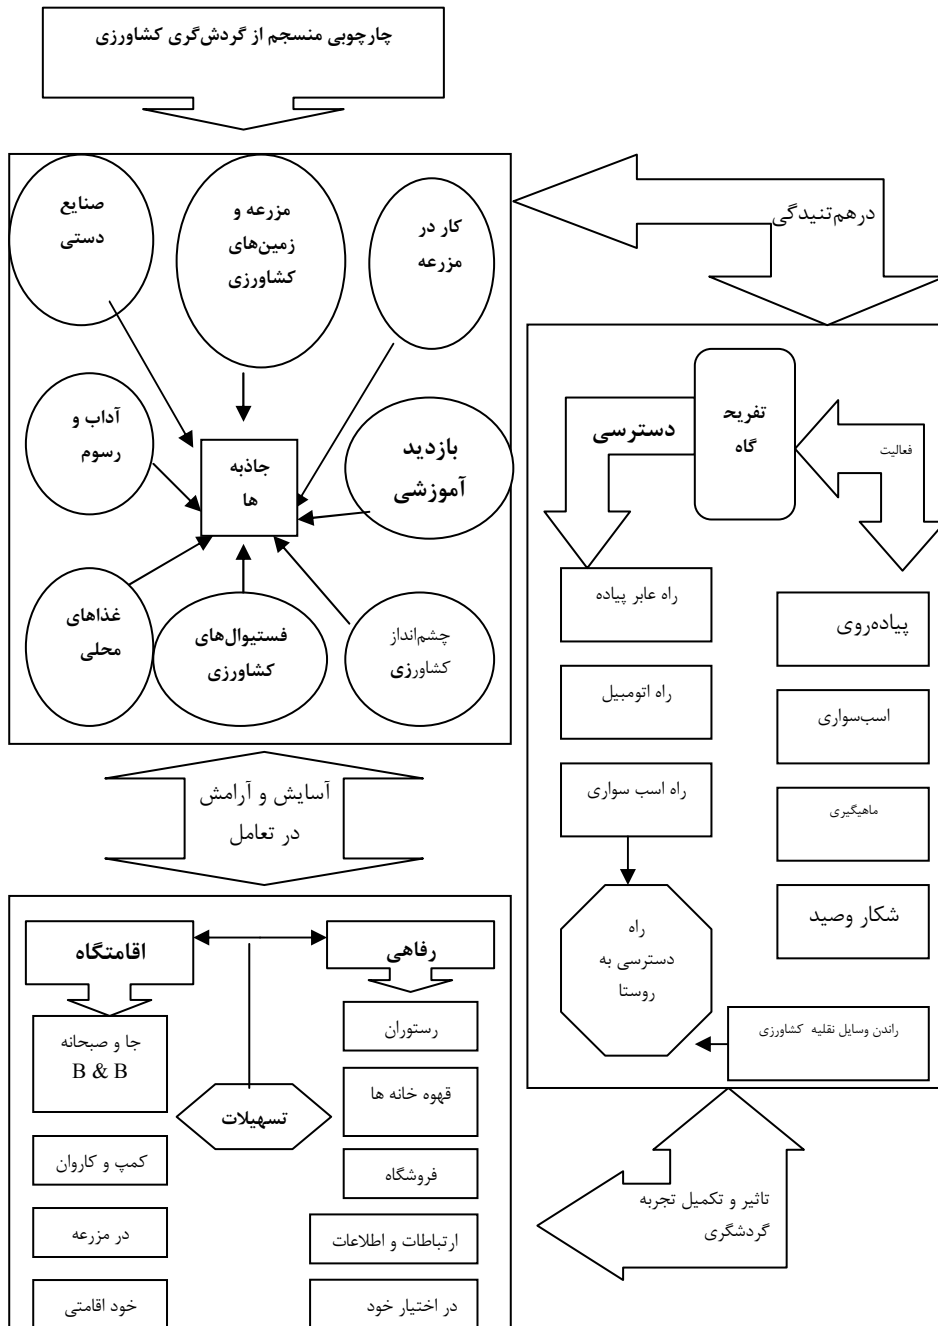 چارچوبی منسجم از گردش‌گری کشاورزی
صنایع
دستی
مزرعه و
زمین‌های
کشاورزی
کار در
مزرعه
آداب و
رسوم
جاذبه
ها
بازدید
آموزشی
غذاهای
محلی
فستیوال‌های
کشاورزی
چشم‌انداز
کشاورزی
درهم‌تنیدگی
تفریح
گاه
دسترسی
فعالیت
راه عابر پیاده
راه اتومبیل
راه اسب سواری
راه
دسترسی به
روستا
پیاده‌روی
اسب‌سواری
ماهیگیری
شکار وصید
راندن وسایل نقلیه کشاورزی
آسایش و آرامش
در تعامل
رفاهی
اقامتگاه
تسهیلات
رستوران
قهوه خانه ها
فروشگاه
ارتباطات و اطلاعات
در اختیار خود
جا و صبحانه
B & B
کمپ و کاروان
در مزرعه
خود اقامتی
تاثیر و تکمیل تجربه
گردشگری